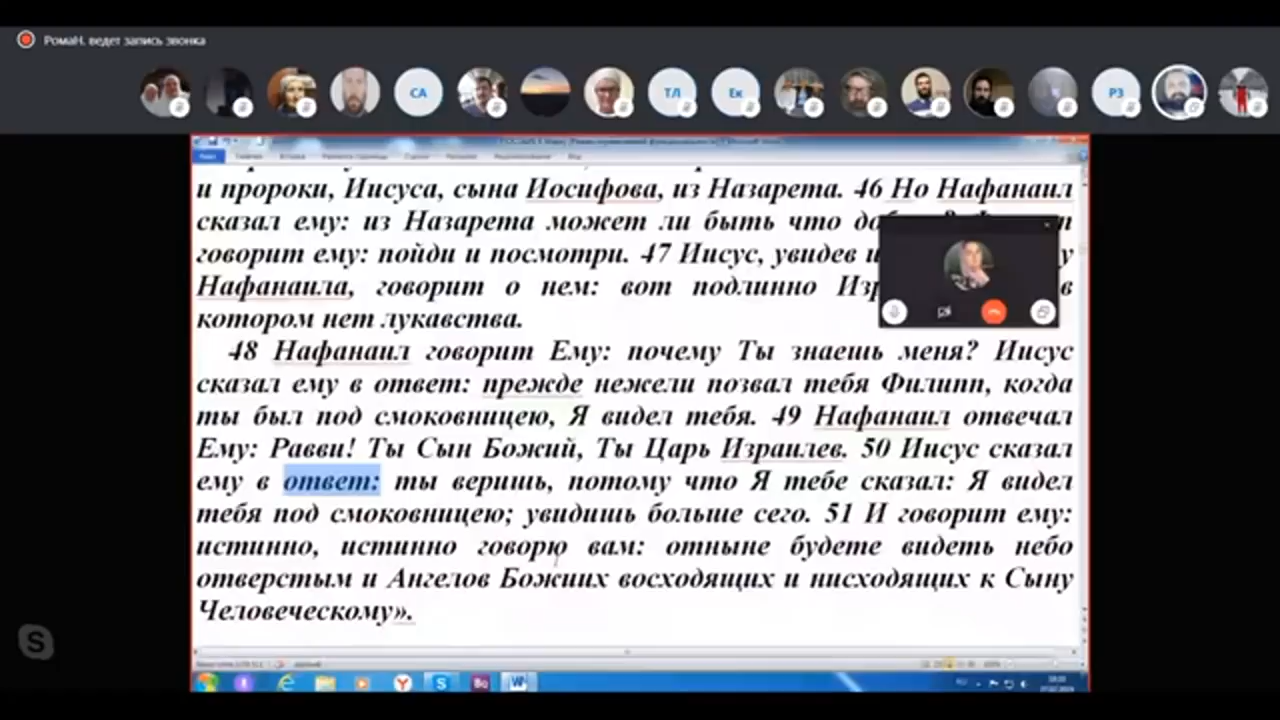 РомаН. ведет запись звонка
СА
ТЛ
Ек
РЗ
и пророки, Иисуса, сына Иосифова, из Назарета. 46 Но Нафанаил
сказал ему: из Назарета может ли быть что
говорит ему: пойди и посмотри. 47 Иисус, увидев
Нафанаила, говорит о нем: вот подлинно в
котором нет лукавства.
48 Нафанаил говорит Ему: почему Ты знаешь меня? Иисус
сказал ему в ответ: прежде нежели позвал тебя Филипп, когда
ты был под смоковницею, Я видел тебя. 49 Нафанаил отвечал
Ему: Равви! Ты Сын Божий, Ты Царь Израилев. 50 Иисус сказал
ему в ответ: ты веришь, потому что Я тебе сказал: Я видел
тебя под смоковницею; увидишь больше сего. 51 И говорит ему:
истинно, истинно говорю вам: отныне будете видеть небо
отверстым и Ангелов Божиих восходящих и нисходящих к Сыну
Человеческому».